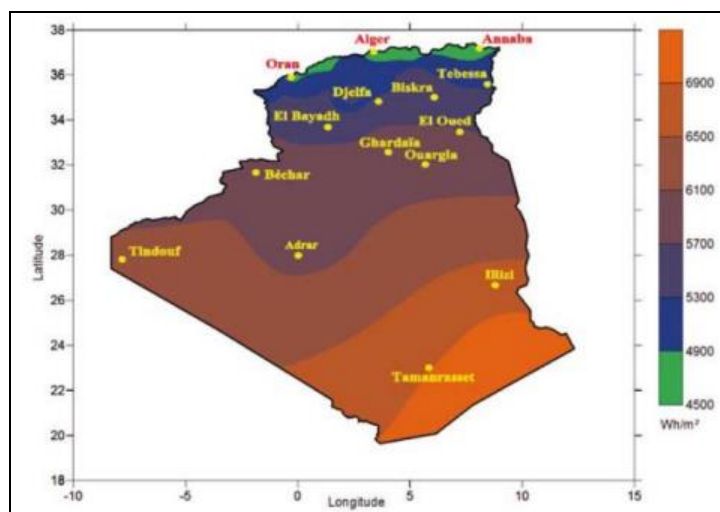 38
36
34
32
30
28
26
24
22
20
18
Latitude
Alger
Annaba
Oran
Tebessa
Djelfa
Biskra
El Bayadh
El Oued
Ghardaïa
Ouargla
Béchar
Adrar
Tindouf
Illizi
Tamanrasset
-10
-5
0
5
10
15
Longitude
6900
6500
6100
5700
5300
4900
4500
Wh/m²